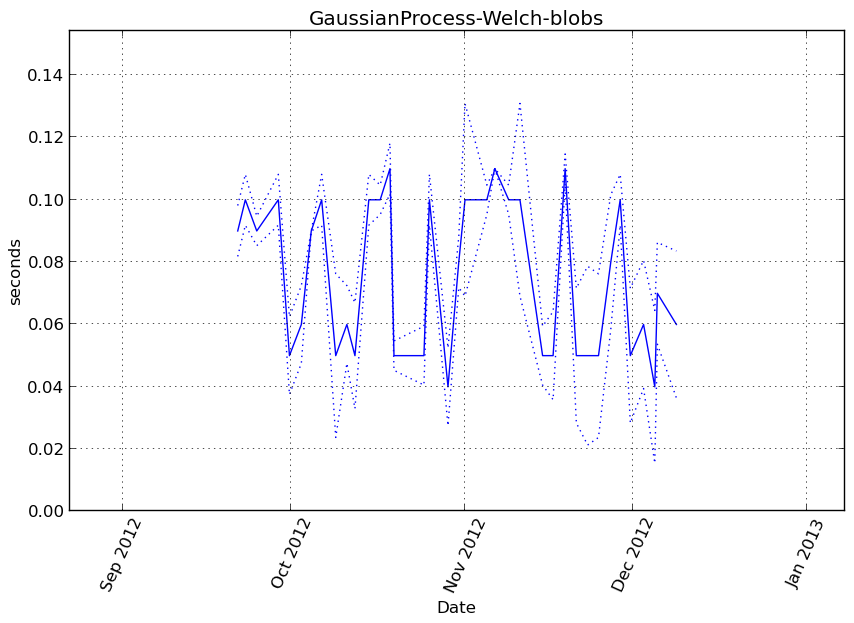 GaussianProcess-Welch-blobs
seconds
0.14
0.12
0.10
0.08
0.06
0.04
0.02
0.00
Sep 2012
Oct 2012
Nov 2012
Dec 2012
Jan 2013
Date